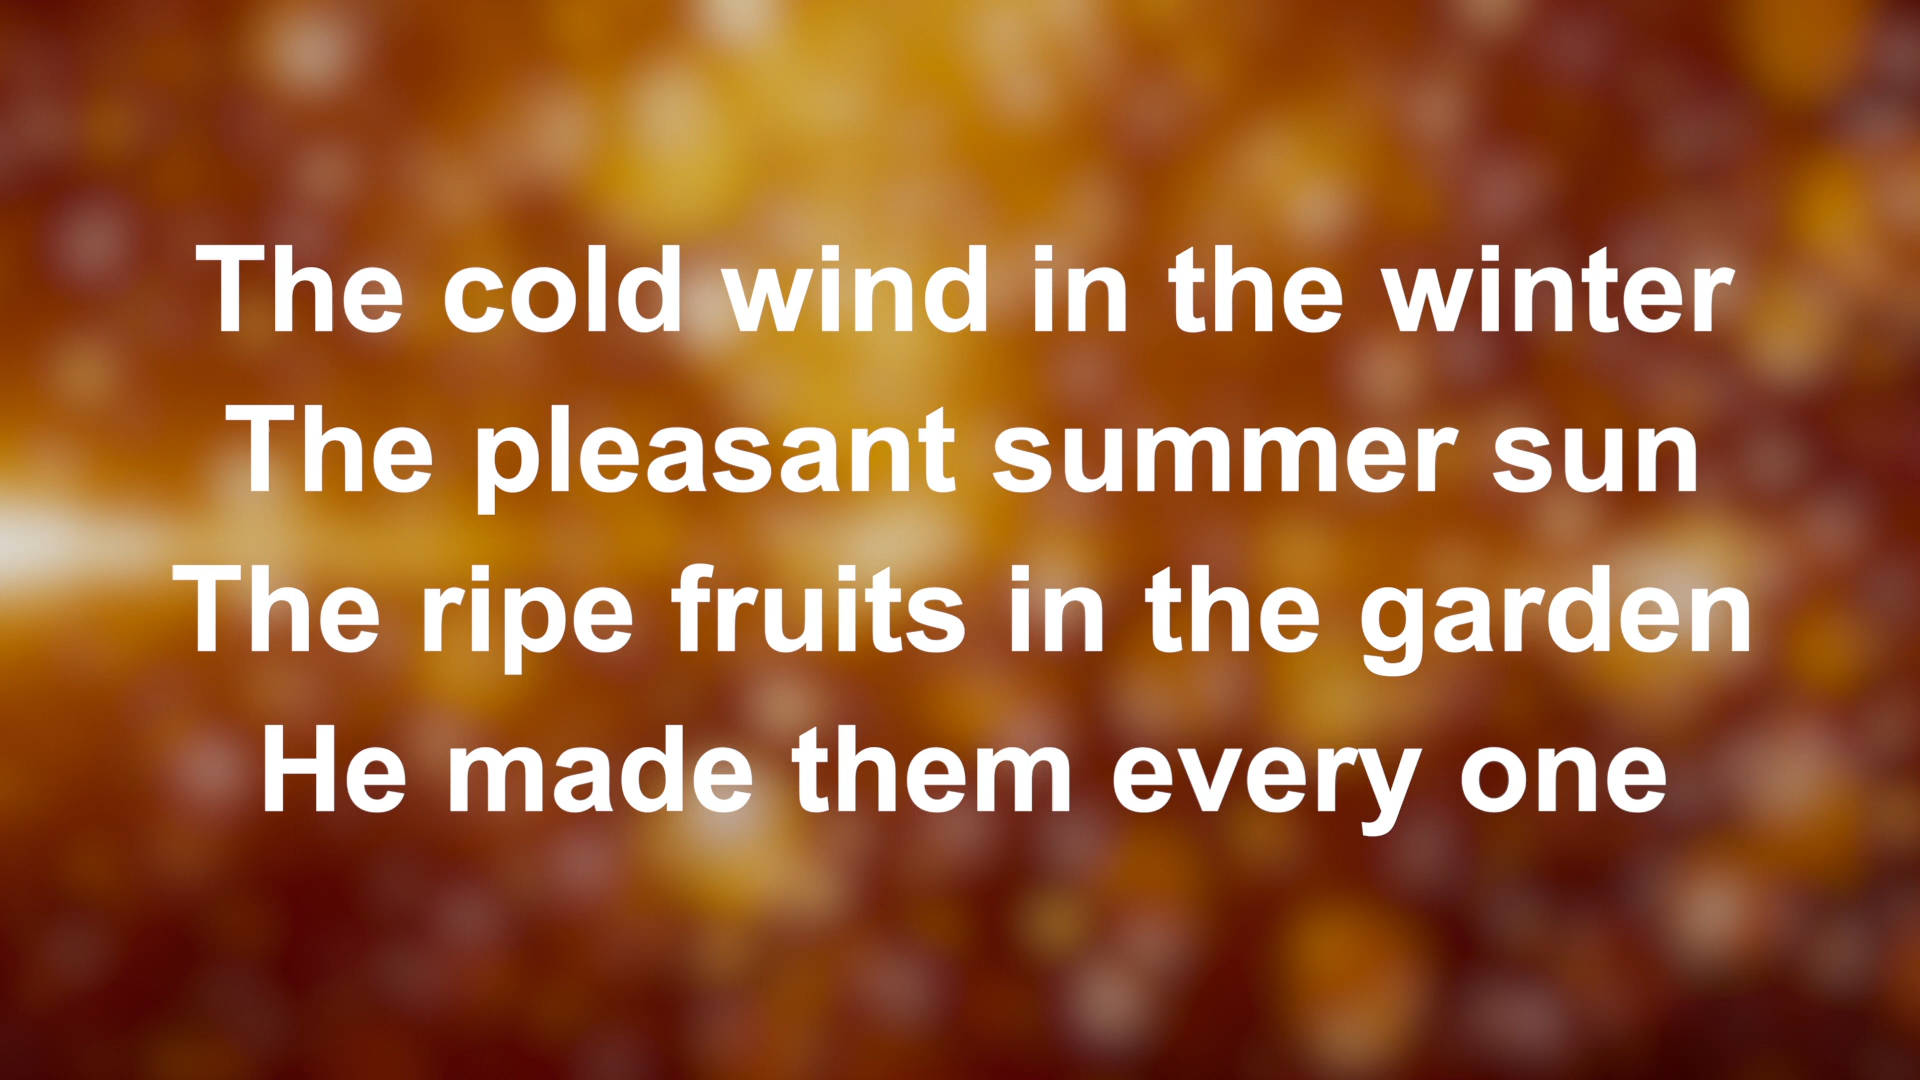 The cold wind in the winter
The pleasant summer sun
The ripe fruits in the garden
He made them every one